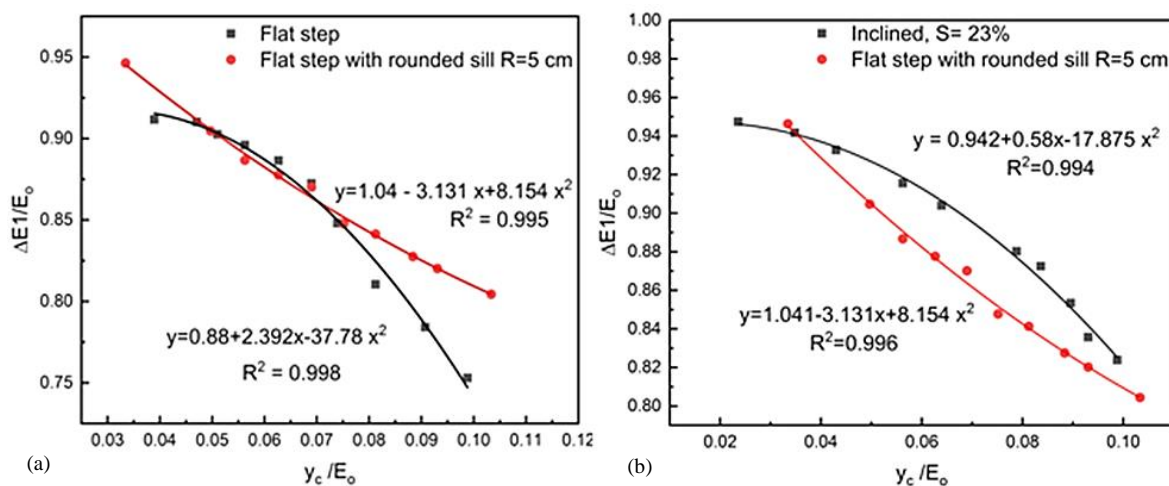 Flat step
Flat step with rounded sill R=5 cm
0.95
0.90
0.85
0.80
0.75
ΔE1/Eₒ
y=1.04 - 3.131 x+8.154 x²
R² = 0.995
y=0.88+2.392x-37.78 x²
R² = 0.998
0.03 0.04 0.05 0.06 0.07 0.08 0.09 0.10 0.11 0.12
(a)
y_c /Eₒ
1.00
0.98
0.96
0.94
0.92
0.90
0.88
0.86
0.84
0.82
0.80
ΔE1/Eₒ
Inclined, S= 23%
Flat step with rounded sill R=5 cm
y = 0.942+0.58x-17.875 x²
R²=0.994
y=1.041-3.131x+8.154 x²
R²=0.996
0.02 0.04 0.06 0.08 0.10
(b)
y_c /Eₒ